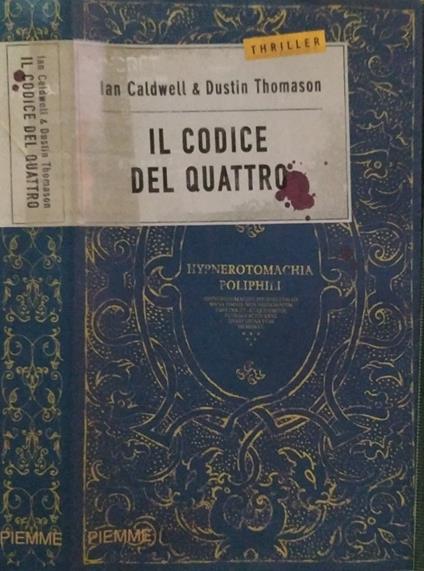 Ian Caldwell & Dustin Thomason
IL CODICE DEL QUATTRO
PIEMME
THRILLER
Ian Caldwell & Dustin Thomason
IL CODICE
DEL QUATTRO
HYPNEROTOMACHIA
POLIPHILI
PIEMME